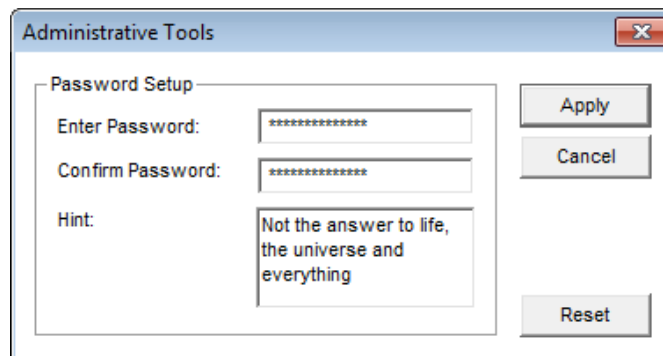 Administrative Tools
Password Setup
Enter Password: **************
Apply
Confirm Password: **************
Cancel
Hint:
Not the answer to life,
the universe and
everything
Reset